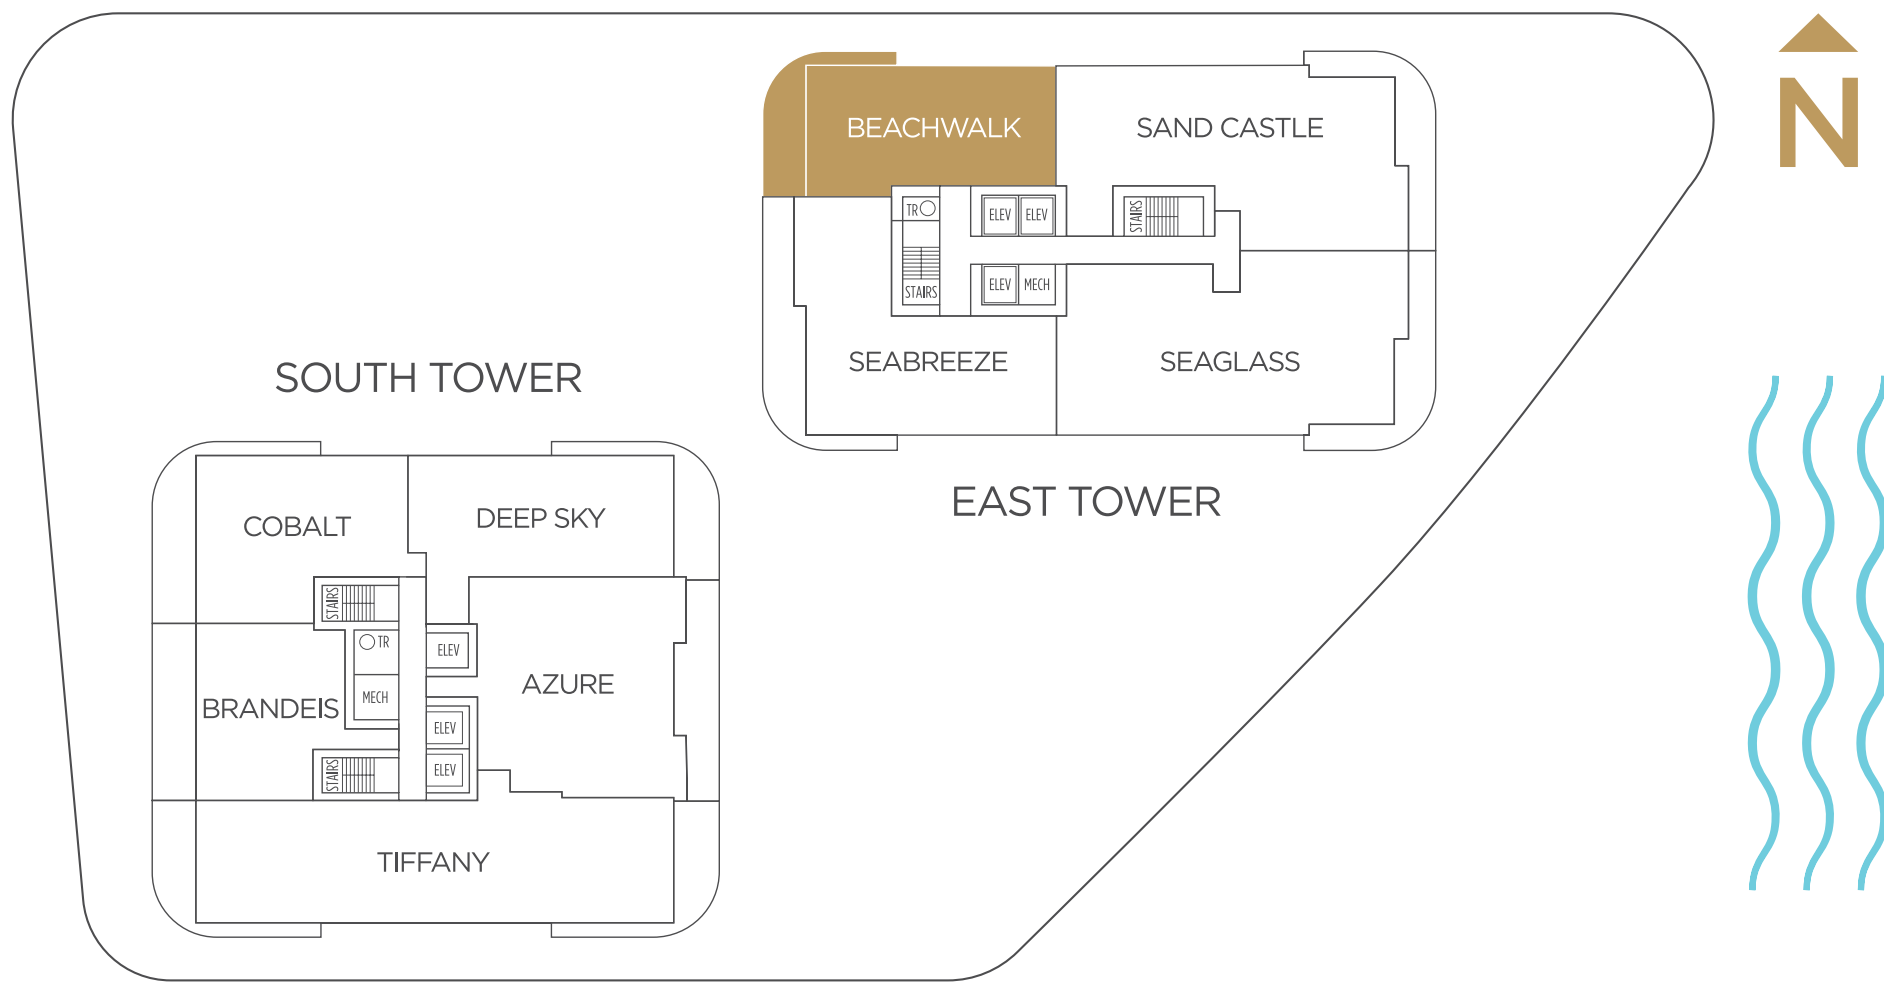 N
BEACHWALK
SAND CASTLE
TR
ELEV
ELEV
STAIRS
ELEV
MECH
STAIRS
SEABREEZE
SEAGLASS
EAST TOWER
SOUTH TOWER
COBALT
DEEP SKY
STAIRS
TR
ELEV
AZURE
MECH
BRANDEIS
ELEV
STAIRS
ELEV
TIFFANY